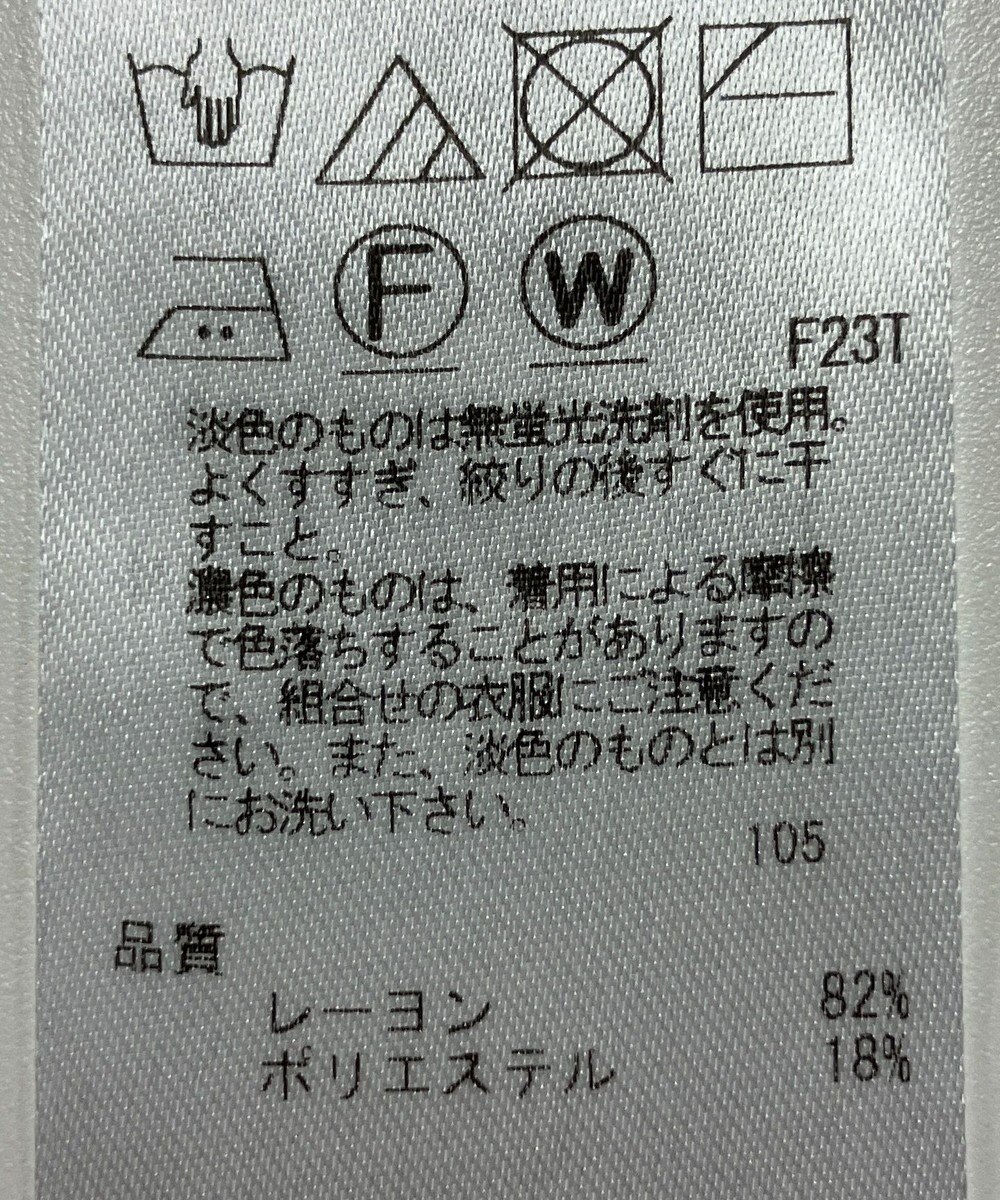 F
W
F23T
淡色のものは無蛍光洗剤を使用。
よくすすぎ、絞りの後すぐに干
すこと。
濃色のものは、着用による摩擦
で色落ちすることがありますの
で、組合せの衣服にご注意くだ
さい。また、淡色のものとは別
にお洗い下さい。
105
品質
レーヨン 82%
ポリエステル 18%